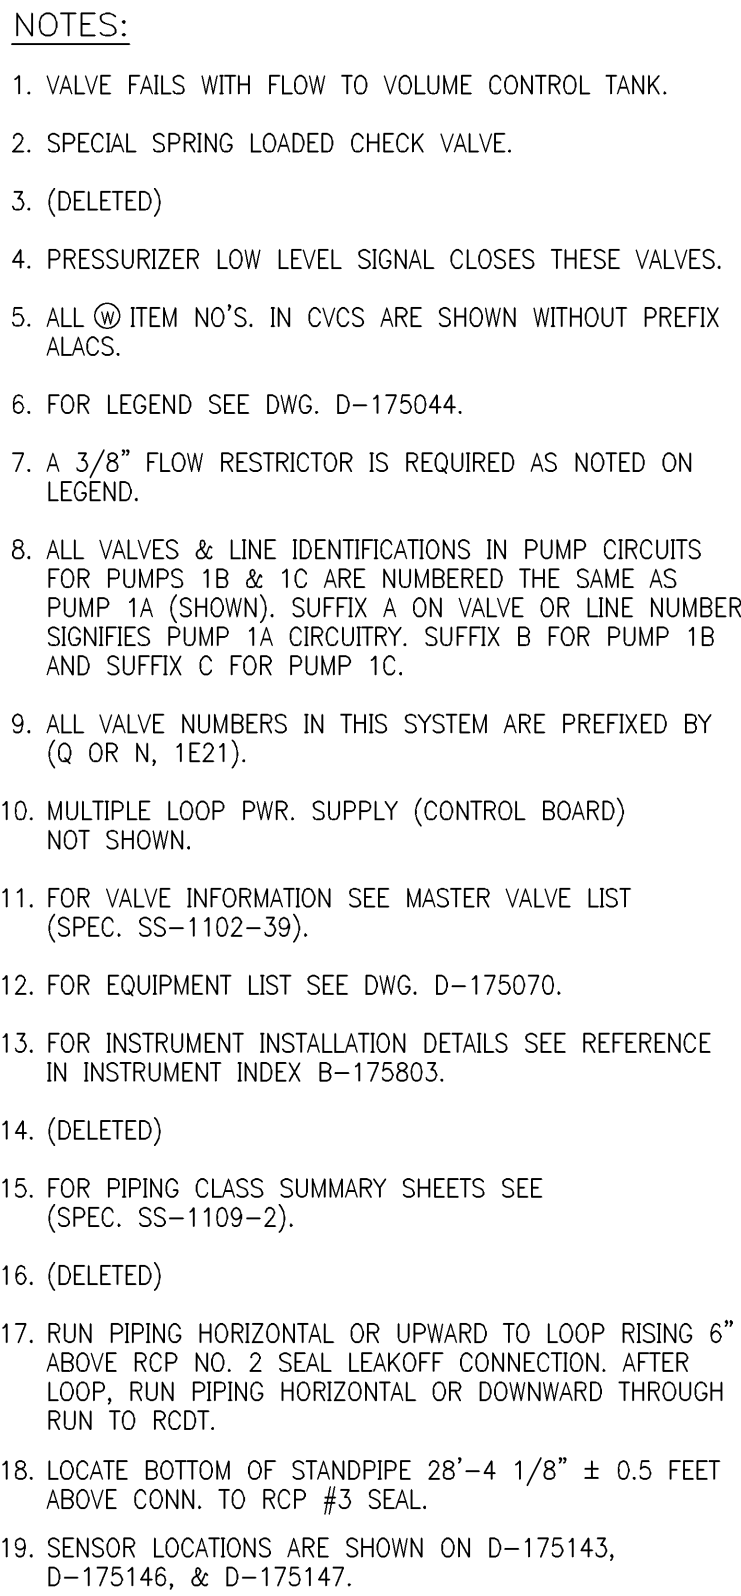 NOTES:
1. VALVE FAILS WITH FLOW TO VOLUME CONTROL TANK.
2. SPECIAL SPRING LOADED CHECK VALVE.
3. (DELETED)
4. PRESSURIZER LOW LEVEL SIGNAL CLOSES THESE VALVES.
5. ALL Ⓦ ITEM NO'S. IN CVCS ARE SHOWN WITHOUT PREFIX
ALACS.
6. FOR LEGEND SEE DWG. D-175044.
7. A 3/8" FLOW RESTRICTOR IS REQUIRED AS NOTED ON
LEGEND.
8. ALL VALVES & LINE IDENTIFICATIONS IN PUMP CIRCUITS
FOR PUMPS 1B & 1C ARE NUMBERED THE SAME AS
PUMP 1A (SHOWN). SUFFIX A ON VALVE OR LINE NUMBER
SIGNIFIES PUMP 1A CIRCUITRY. SUFFIX B FOR PUMP 1B
AND SUFFIX C FOR PUMP 1C.
9. ALL VALVE NUMBERS IN THIS SYSTEM ARE PREFIXED BY
(Q OR N, 1E21).
10. MULTIPLE LOOP PWR. SUPPLY (CONTROL BOARD)
NOT SHOWN.
11. FOR VALVE INFORMATION SEE MASTER VALVE LIST
(SPEC. SS-1102-39).
12. FOR EQUIPMENT LIST SEE DWG. D-175070.
13. FOR INSTRUMENT INSTALLATION DETAILS SEE REFERENCE
IN INSTRUMENT INDEX B-175803.
14. (DELETED)
15. FOR PIPING CLASS SUMMARY SHEETS SEE
(SPEC. SS-1109-2).
16. (DELETED)
17. RUN PIPING HORIZONTAL OR UPWARD TO LOOP RISING 6"
ABOVE RCP NO. 2 SEAL LEAKOFF CONNECTION. AFTER
LOOP, RUN PIPING HORIZONTAL OR DOWNWARD THROUGH
RUN TO RCDT.
18. LOCATE BOTTOM OF STANDPIPE 28'-4 1/8" ± 0.5 FEET
ABOVE CONN. TO RCP #3 SEAL.
19. SENSOR LOCATIONS ARE SHOWN ON D-175143,
D-175146, & D-175147.